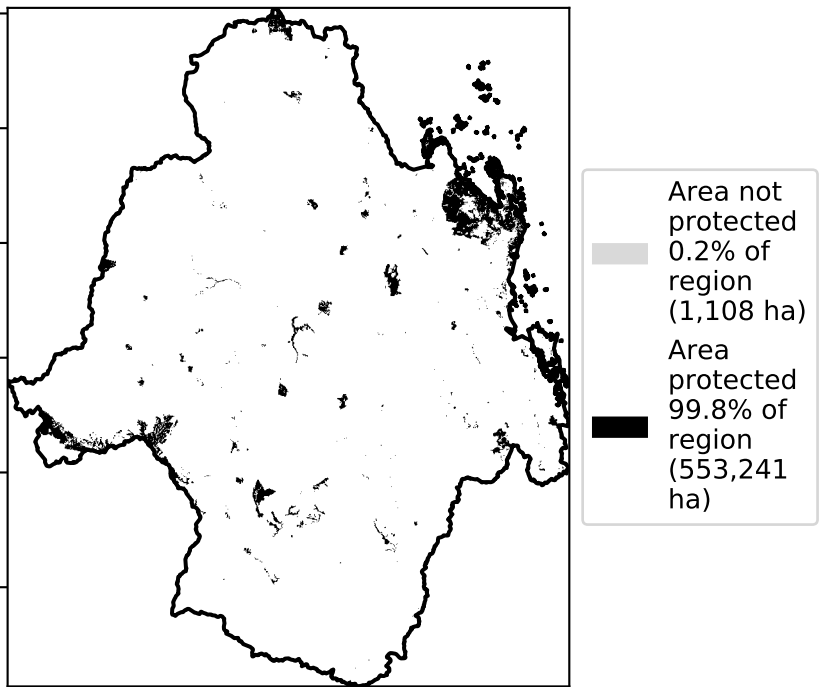 Area not
protected
0.2% of
region
(1,108 ha)
Area
protected
99.8% of
region
(553,241
ha)